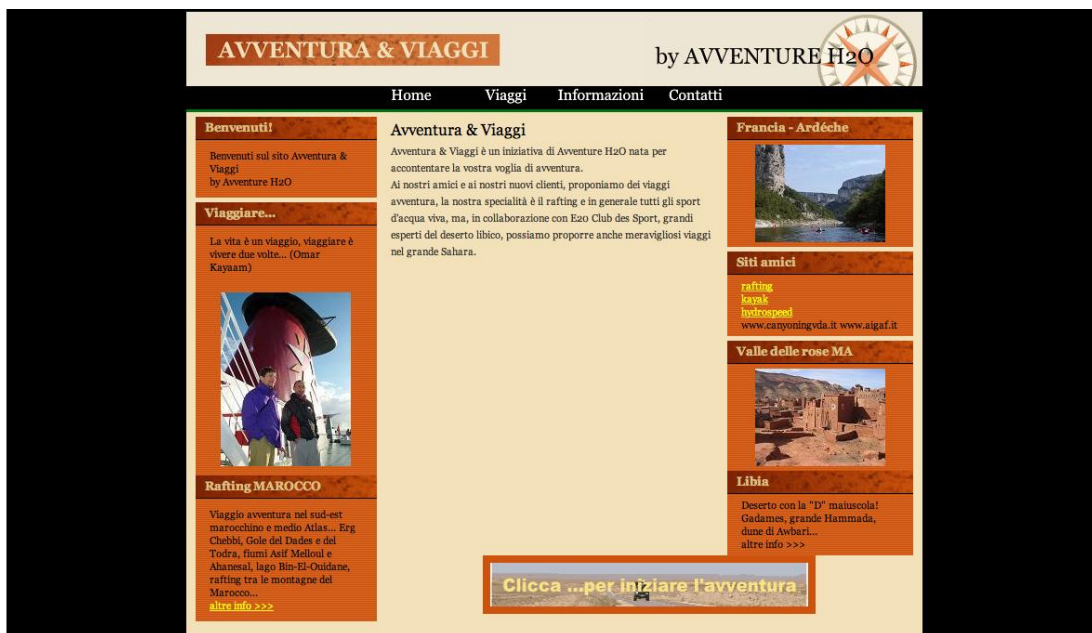 AVVENTURA & VIAGGI
by AVVENTURE H2O
Home Viaggi Informazioni Contatti
Benvenuti!
Benvenuti sul sito Avventura &
Viaggi
by Avventure H2O
Viaggiare...
La vita è un viaggio, viaggiare è
vivere due volte... (Omar
Kayaam)
Rafting MAROCCO
Viaggio avventura nel sud-est
marocchino e medio Atlas... Erg
Chebbi, Gole del Dades e del
Todra, fiumi Asif Melloul e
Ahanesal, lago Bin-El-Ouidane,
rafting tra le montagne del
Marocco...
altre info >>>
Avventura & Viaggi
Avventura & Viaggi è un iniziativa di Avventure H2O nata per
accontentare la vostra voglia di avventura.
Ai nostri amici e ai nostri nuovi clienti, proponiamo dei viaggi
avventura, la nostra specialità è il rafting e in generale tutti gli sport
d'acqua viva, ma, in collaborazione con E20 Club des Sport, grandi
esperti del deserto libico, possiamo proporre anche meravigliosi viaggi
nel grande Sahara.
Francia - Ardéche
Siti amici
rafting
kayak
hydrospeed
www.canyoningvda.it www.aigaf.it
Valle delle rose MA
Libia
Deserto con la "D" maiuscola!
Gadames, grande Hammada,
dune di Awbari...
altre info >>>
Clicca ...per iniziare l'avventura